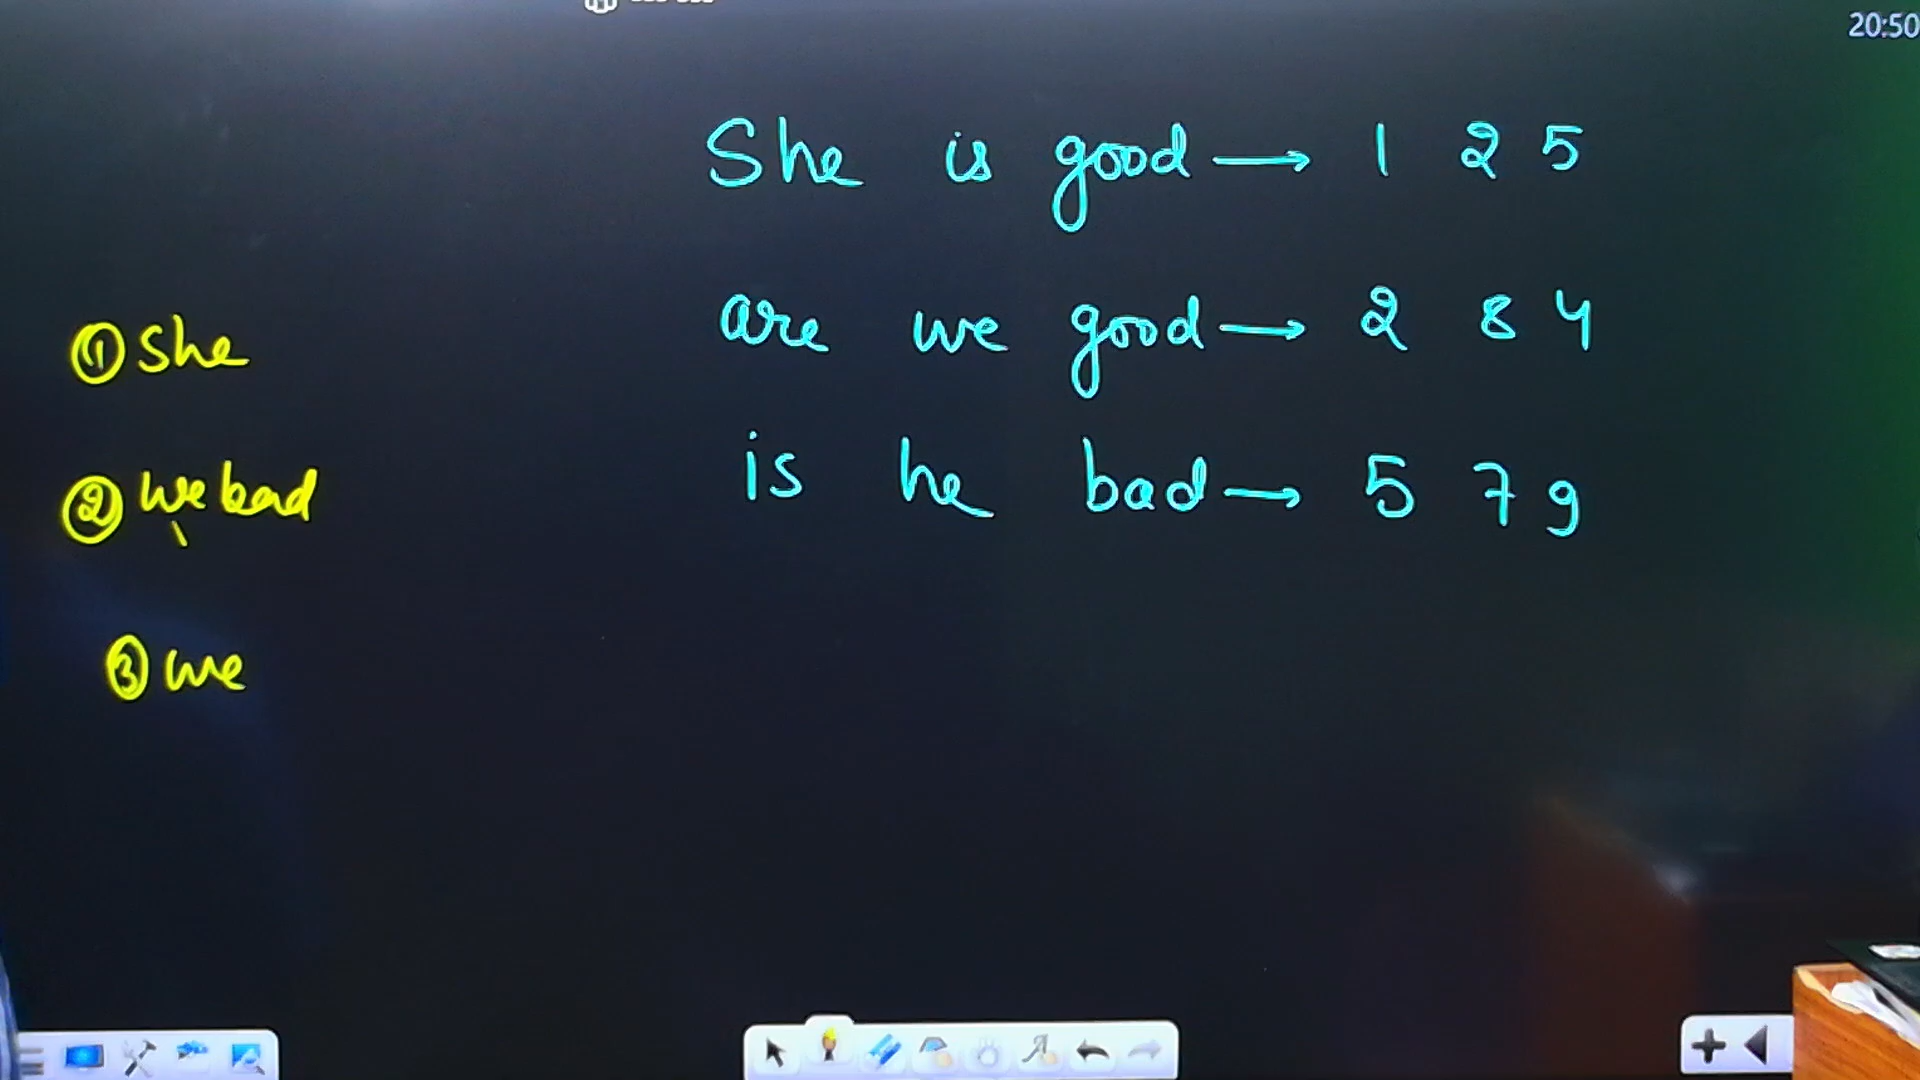 20:50
She is good → 1 2 5
are we good → 2 8 4
① She
is he bad → 5 7 9
② we bad
③ we